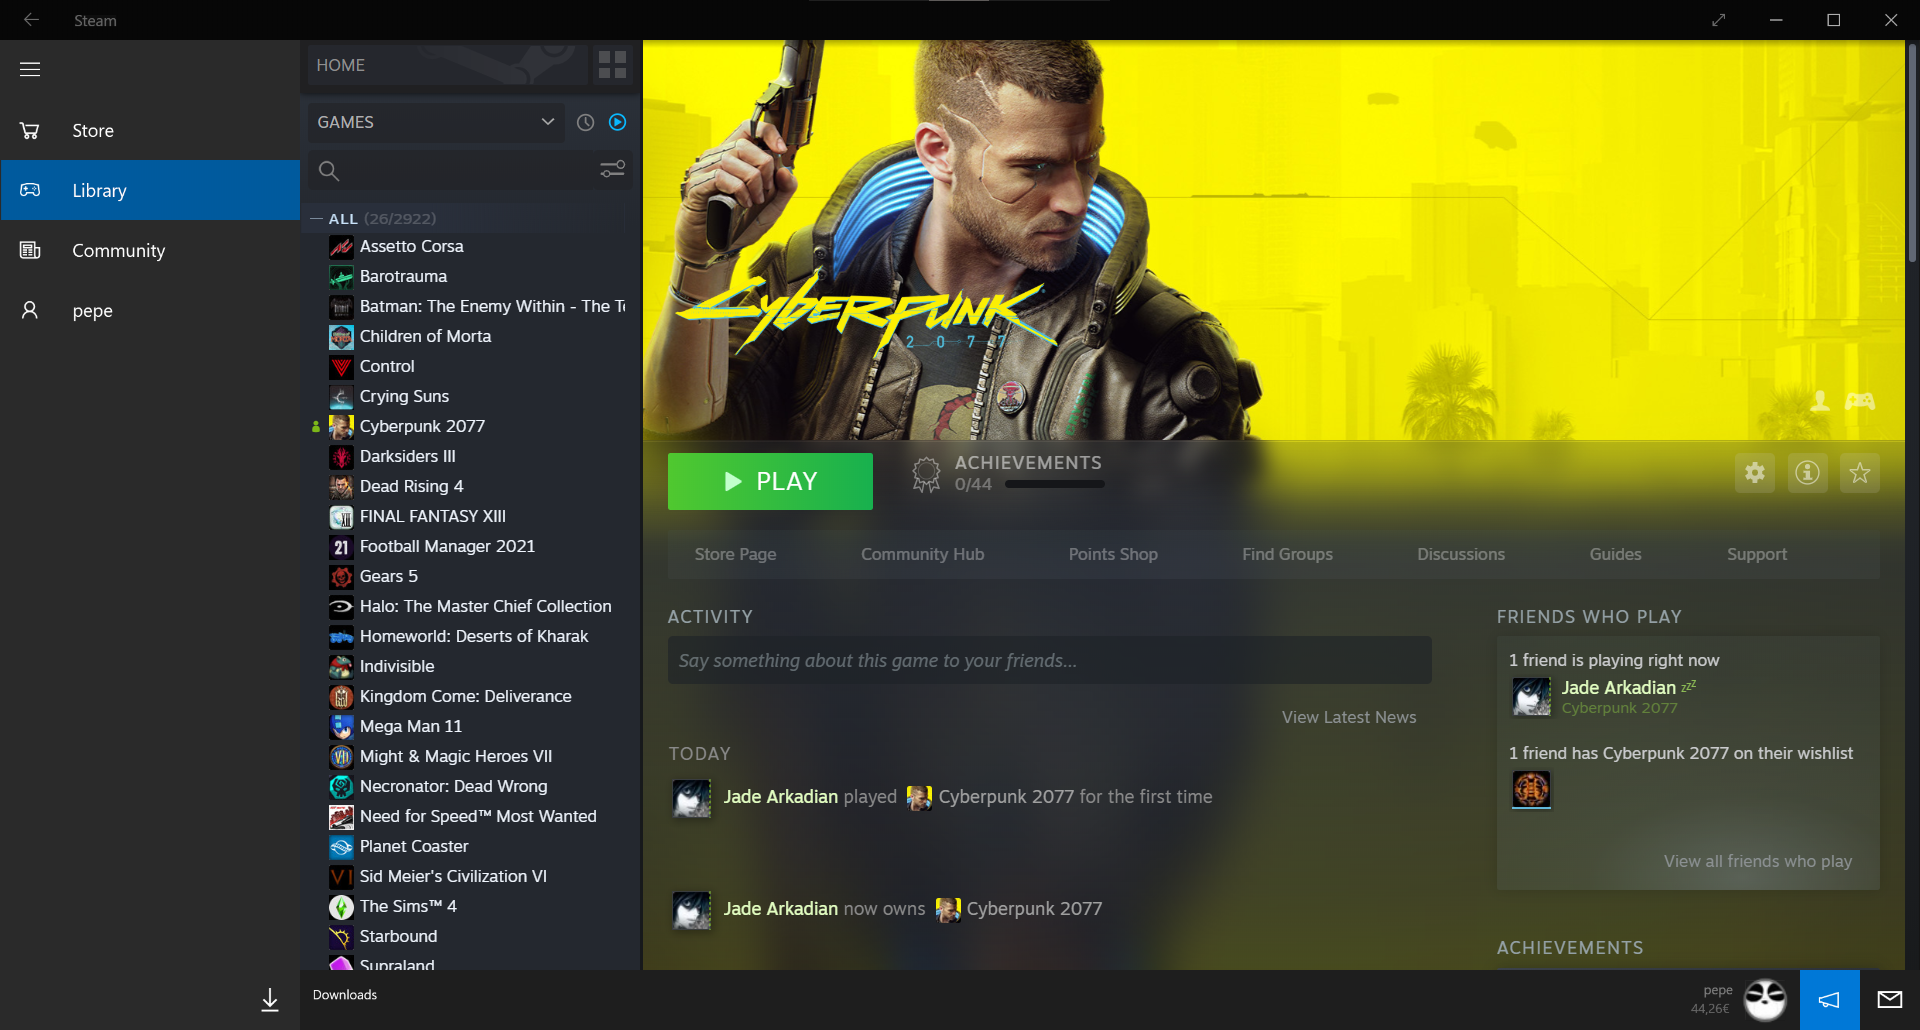 Steam
Store
Library
Community
pepe
HOME
GAMES
ALL (26/2922)
Assetto Corsa
Barotrauma
Batman: The Enemy Within - The Te
Children of Morta
Control
Crying Suns
Cyberpunk 2077
Darksiders III
Dead Rising 4
FINAL FANTASY XIII
21 Football Manager 2021
Gears 5
Halo: The Master Chief Collection
Homeworld: Deserts of Kharak
Indivisible
Kingdom Come: Deliverance
Mega Man 11
Might & Magic Heroes VII
Necronator: Dead Wrong
Need for Speed™ Most Wanted
Planet Coaster
VI Sid Meier's Civilization VI
The Sims™ 4
Starbound
Supraland
Cyberpunk
2077
PLAY
ACHIEVEMENTS
0/44
Store Page Community Hub Points Shop Find Groups Discussions Guides Support
ACTIVITY
Say something about this game to your friends...
View Latest News
TODAY
Jade Arkadian played Cyberpunk 2077 for the first time
Jade Arkadian now owns Cyberpunk 2077
FRIENDS WHO PLAY
1 friend is playing right now
Jade Arkadian zzZ
Cyberpunk 2077
1 friend has Cyberpunk 2077 on their wishlist
View all friends who play
ACHIEVEMENTS
Downloads
pepe
44,26€